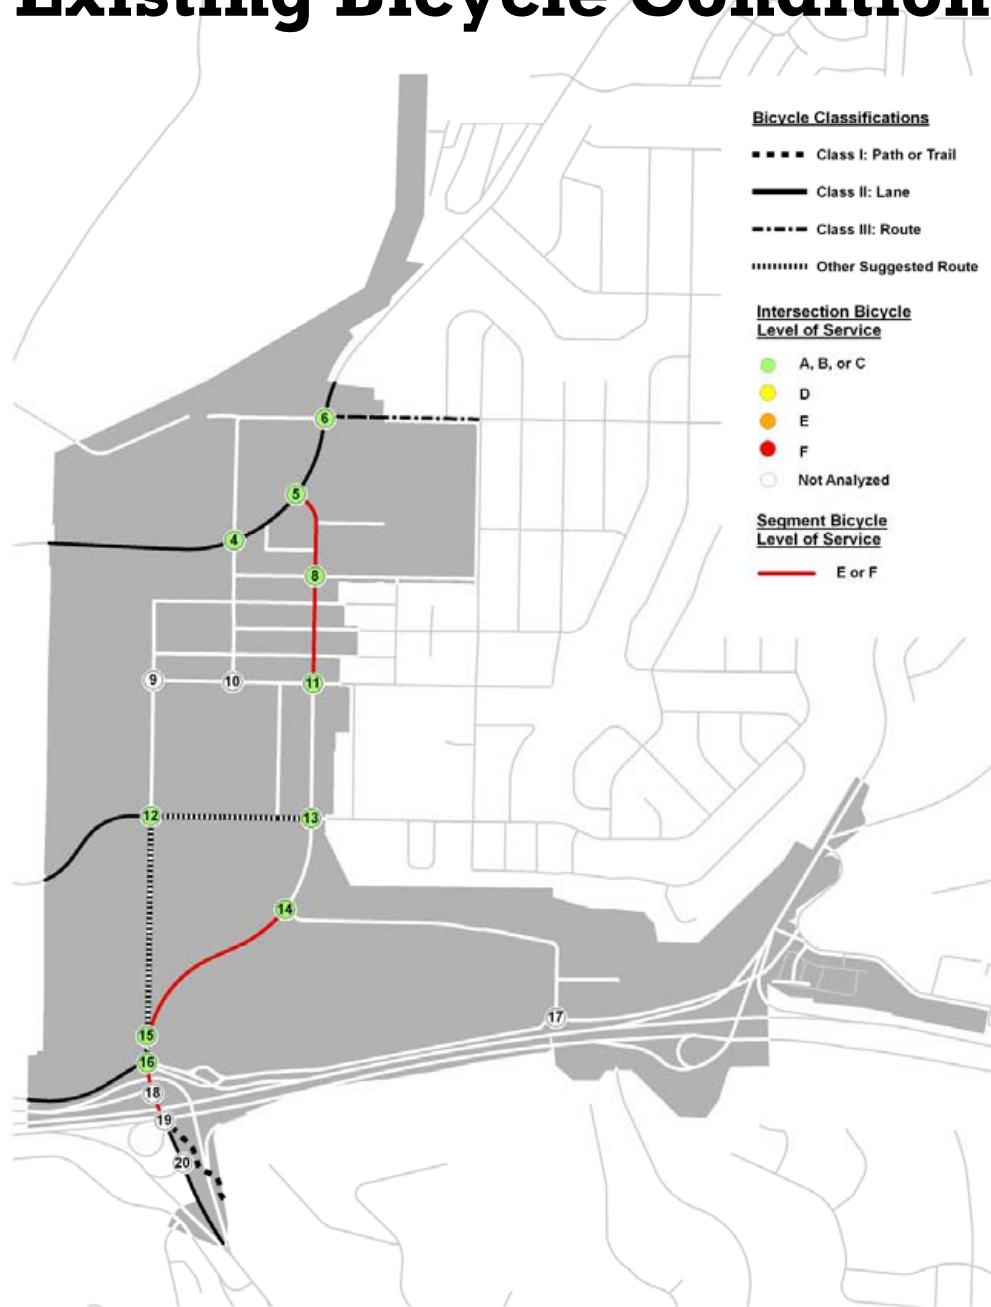 Existing Bicycle Condition
Bicycle Classifications
Class I: Path or Trail
Class II: Lane
Class III: Route
Other Suggested Route
Intersection Bicycle
Level of Service
A, B, or C
D
E
F
Not Analyzed
Segment Bicycle
Level of Service
E or F
6
5
4
8
9
10
11
12
13
14
17
15
16
18
19
20